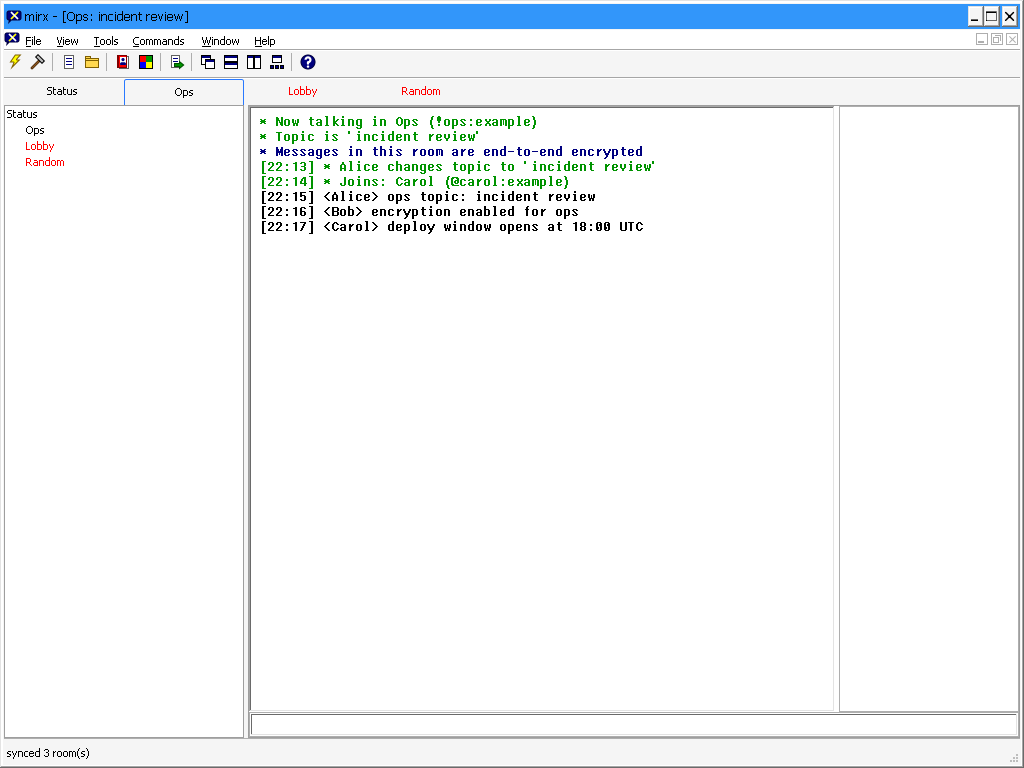 mirx - [Ops: incident review]
File View Tools Commands Window Help
Status Ops Lobby Random
Status
Ops
Lobby
Random
* Now talking in Ops (!ops:example)
* Topic is 'incident review'
* Messages in this room are end-to-end encrypted
[22:13] * Alice changes topic to 'incident review'
[22:14] * Joins: Carol (@carol:example)
[22:15] <Alice> ops topic: incident review
[22:16] <Bob> encryption enabled for ops
[22:17] <Carol> deploy window opens at 18:00 UTC
synced 3 room(s)